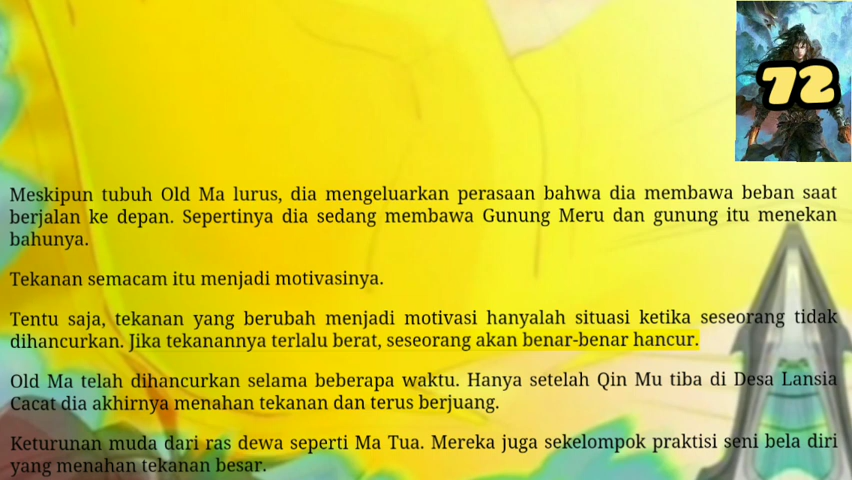 72
Meskipun tubuh Old Ma lurus, dia mengeluarkan perasaan bahwa dia membawa beban saat
berjalan ke depan. Sepertinya dia sedang membawa Gunung Meru dan gunung itu menekan
bahunya.
Tekanan semacam itu menjadi motivasinya.
Tentu saja, tekanan yang berubah menjadi motivasi hanyalah situasi ketika seseorang tidak
dihancurkan. Jika tekanannya terlalu berat, seseorang akan benar-benar hancur.
Old Ma telah dihancurkan selama beberapa waktu. Hanya setelah Qin Mu tiba di Desa Lansia
Cacat dia akhirnya menahan tekanan dan terus berjuang.
Keturunan muda dari ras dewa seperti Ma Tua. Mereka juga sekelompok praktisi seni bela diri
yang menahan tekanan besar.